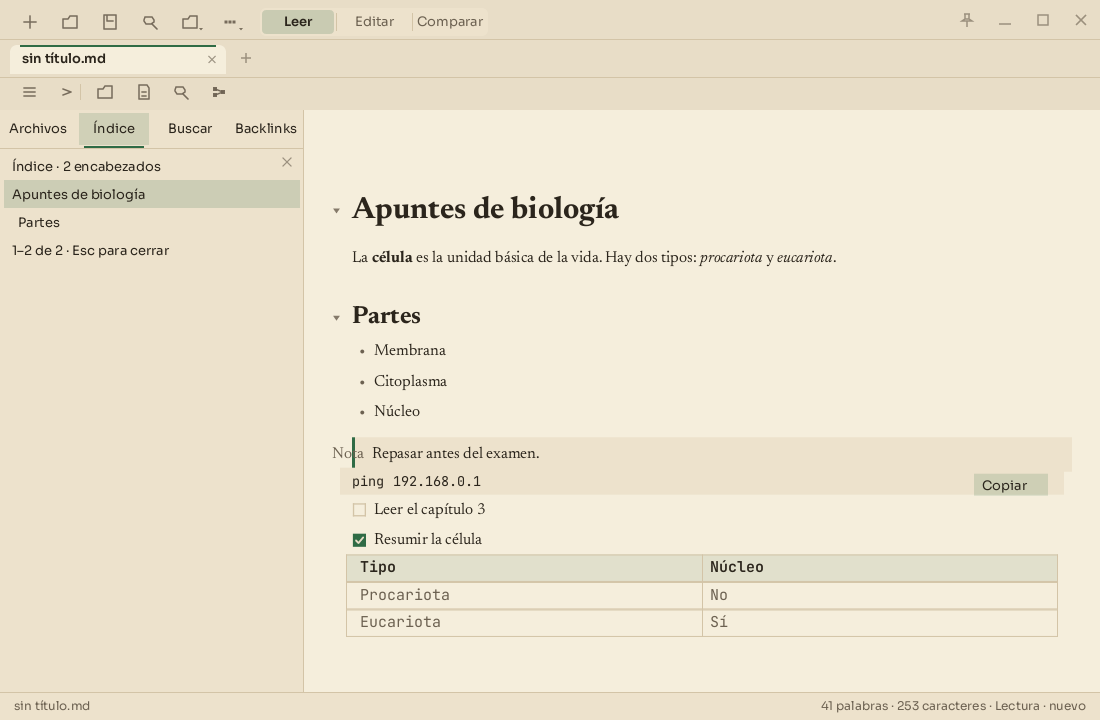 Leer Editar Comparar
sin título.md
Archivos Índice Buscar Backlinks
Índice · 2 encabezados
Apuntes de biología
Partes
1–2 de 2 · Esc para cerrar
Apuntes de biología
La célula es la unidad básica de la vida. Hay dos tipos: procariota y eucariota.
Partes
• Membrana
• Citoplasma
• Núcleo
Nota Repasar antes del examen.
ping 192.168.0.1
Copiar
Leer el capítulo 3
Resumir la célula
Tipo Núcleo
Procariota No
Eucariota Sí
sin título.md 41 palabras · 253 caracteres · Lectura · nuevo